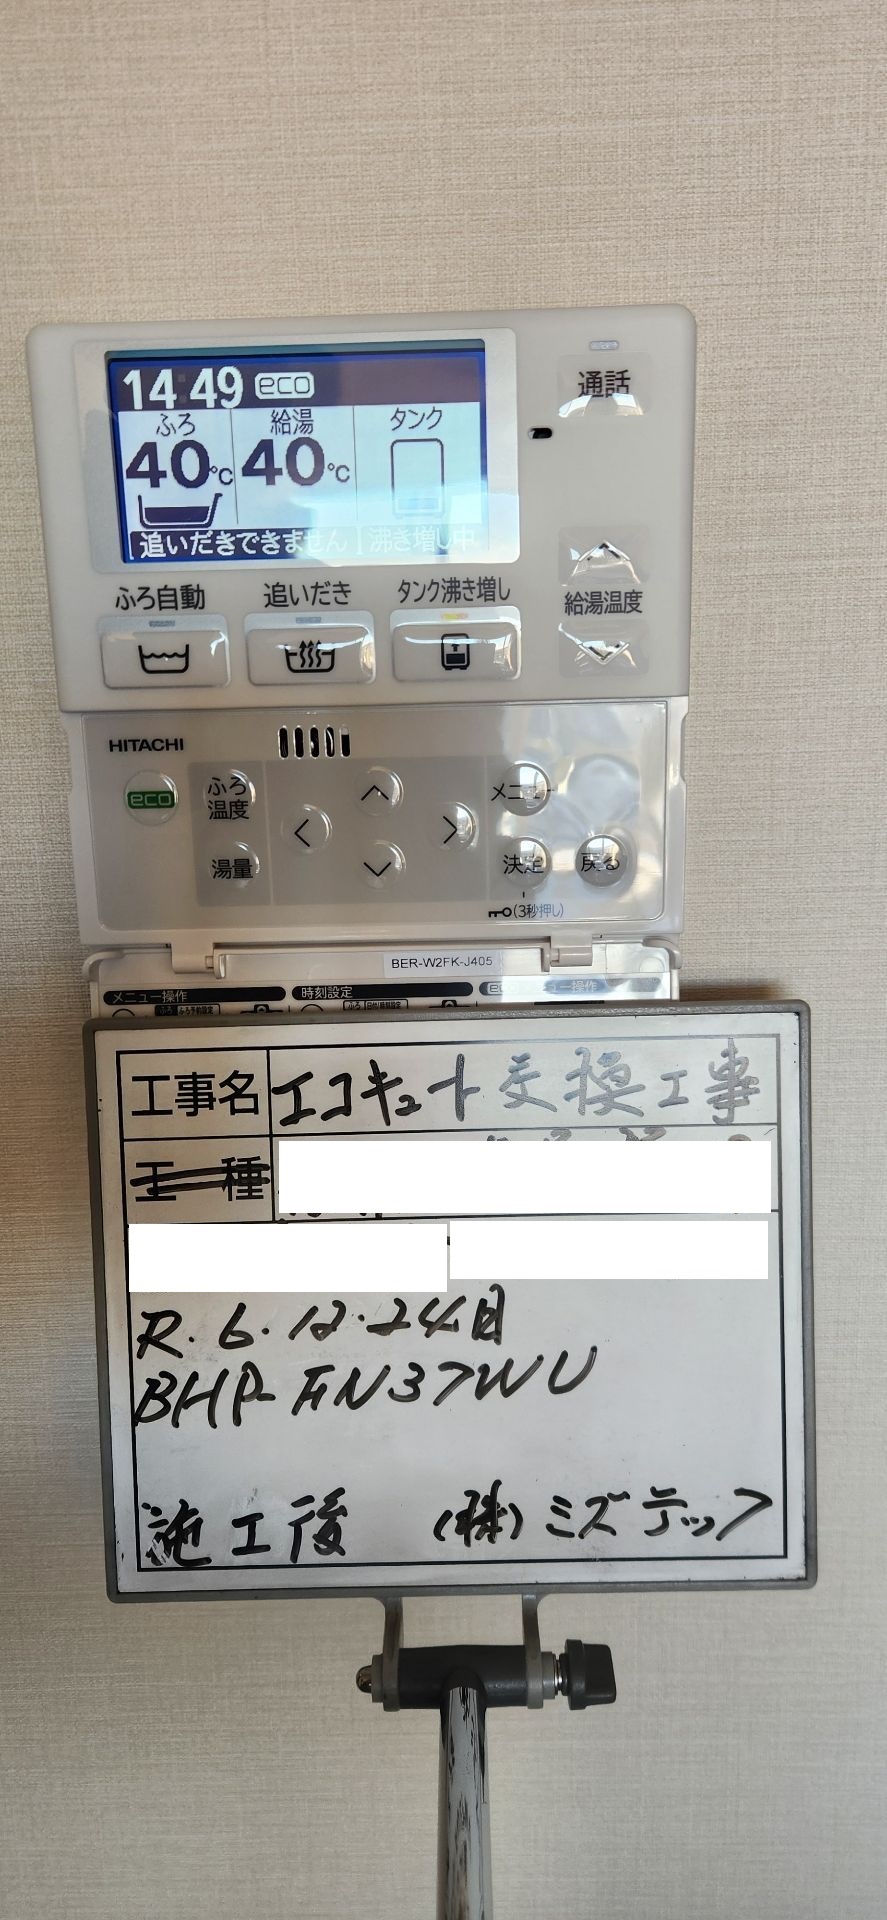 14:49 eco
ふろ 給湯 タンク
40℃ 40℃
追いだきできません 沸き増し中
通話
ふろ自動 追いだき タンク沸き増し
給湯温度
HITACHI
eco
ふろ温度
湯量
メニュー
決定 戻る
(3秒押し)
BER-W2FK-J405
メニュー操作 時刻設定
工事名 エコキュート交換工事
工種
R.6.12.24日
BHP-FN37WU
施工後 (株)ミズテック